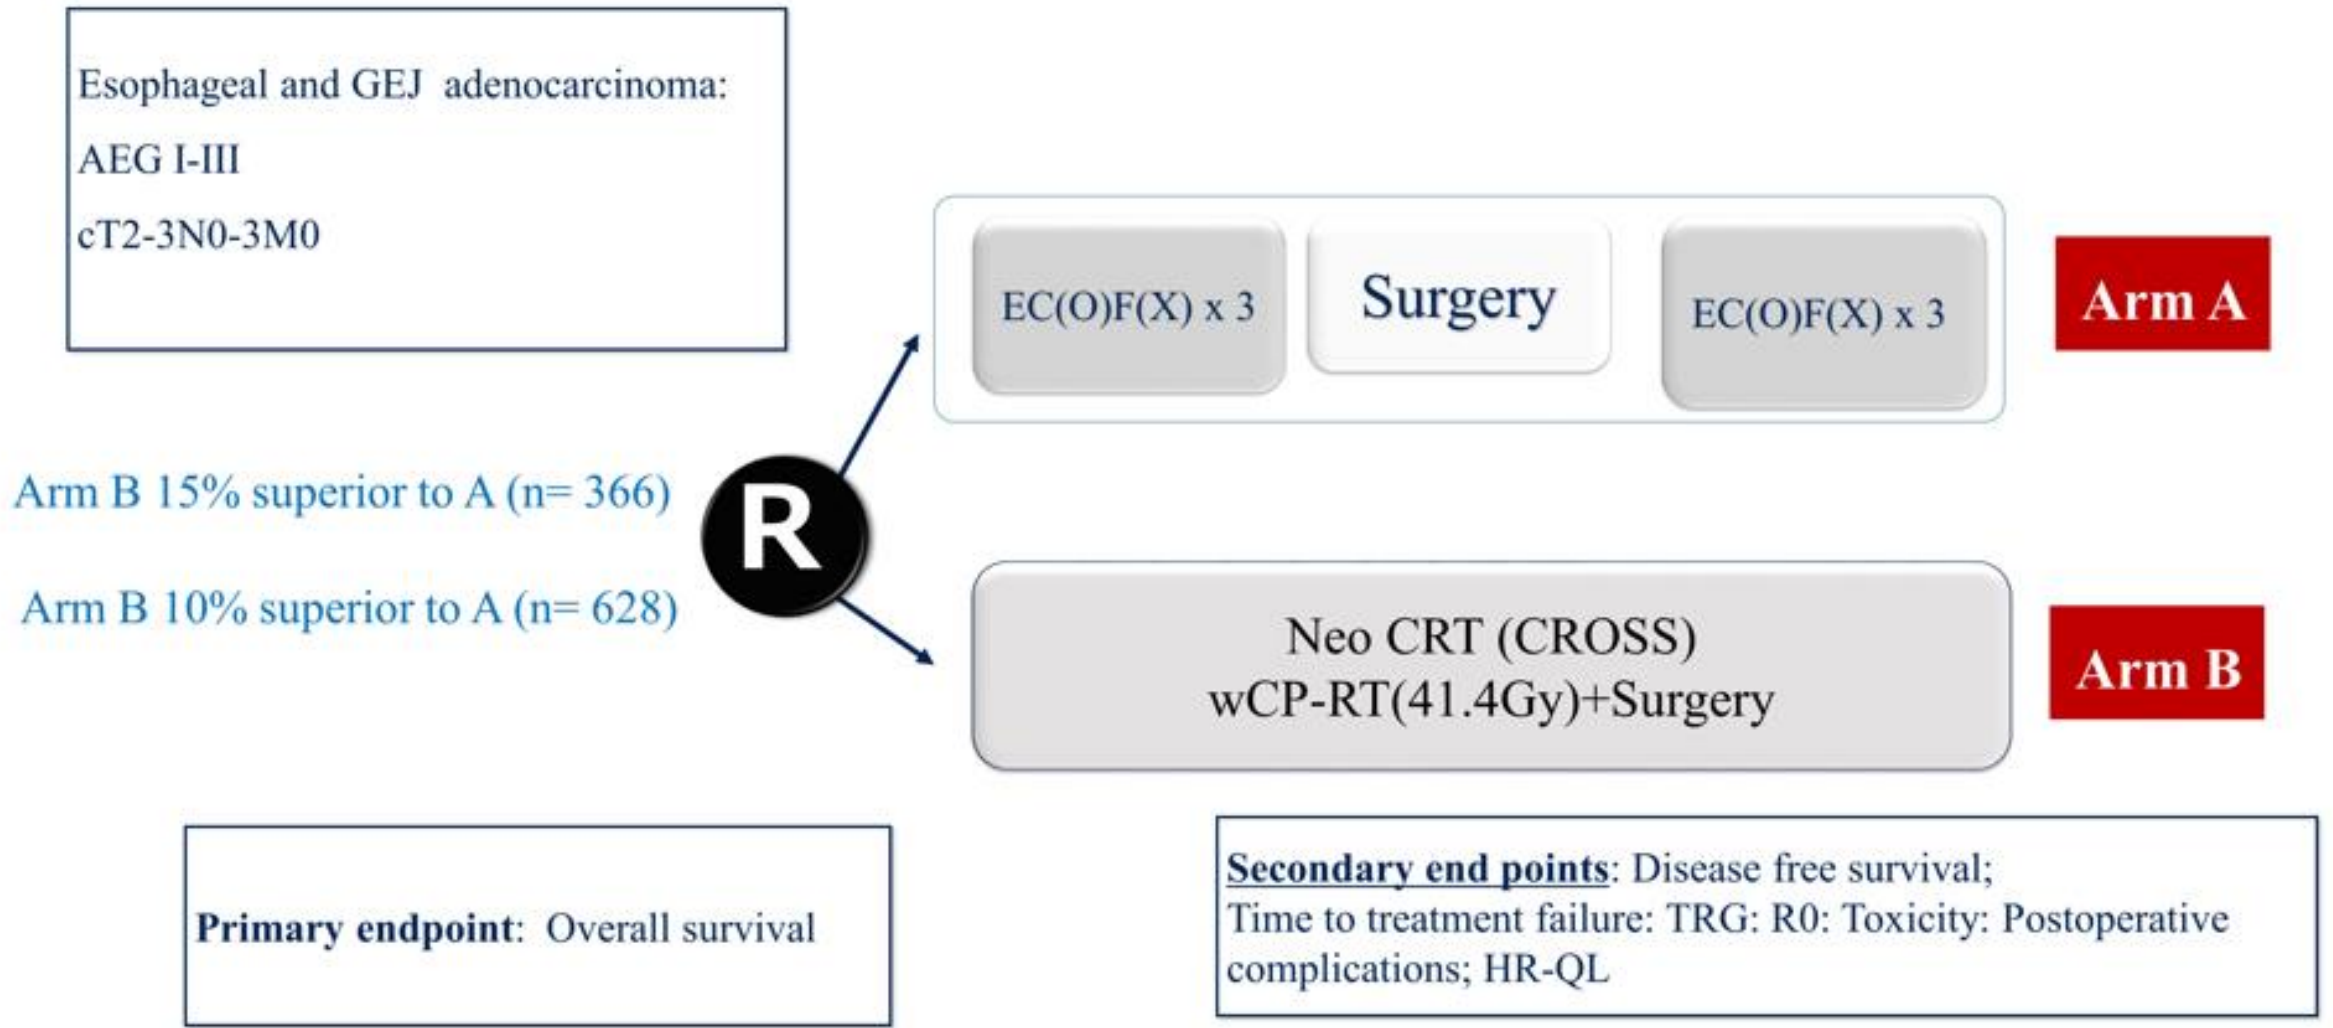 Esophageal and GEJ adenocarcinoma:
AEG I-III
cT2-3N0-3M0
EC(O)F(X) x 3
Surgery
EC(O)F(X) x 3
Arm A
Arm B 15% superior to A (n= 366)
R
Arm B 10% superior to A (n= 628)
Neo CRT (CROSS)
wCP-RT(41.4Gy)+Surgery
Arm B
Primary endpoint: Overall survival
Secondary end points: Disease free survival;
Time to treatment failure: TRG: R0: Toxicity: Postoperative
complications; HR-QL